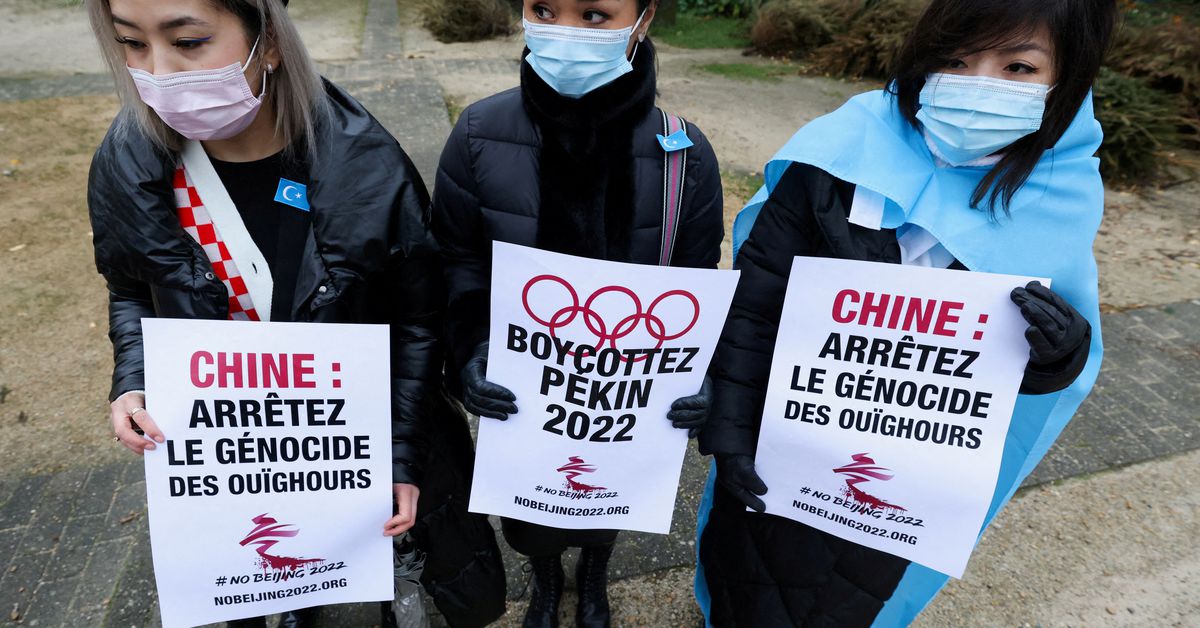 CHINE :
ARRÊTEZ
LE GÉNOCIDE
DES OUÏGHOURS
# NO BEIJING 2022
NOBEIJING2022.ORG
BOYCOTTEZ
PÉKIN
2022
# NO BEIJING 2022
NOBEIJING2022.ORG
CHINE :
ARRÊTEZ
LE GÉNOCIDE
DES OUÏGHOURS
# NO BEIJING 2022
NOBEIJING2022.ORG